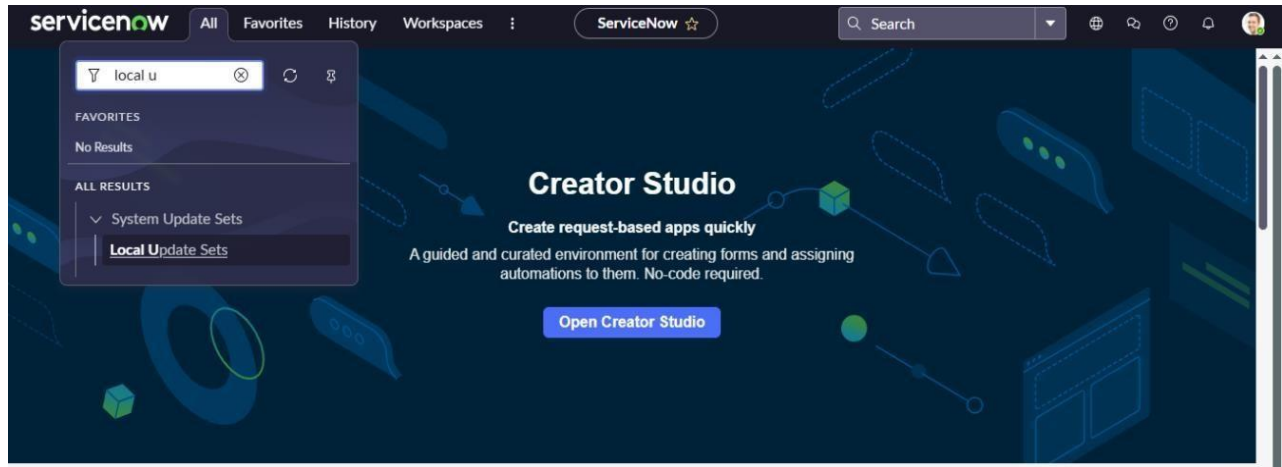 servicenow All Favorites History Workspaces ServiceNow Search
local u
FAVORITES
No Results
ALL RESULTS
System Update Sets
Local Update Sets
Creator Studio
Create request-based apps quickly
A guided and curated environment for creating forms and assigning
automations to them. No-code required.
Open Creator Studio